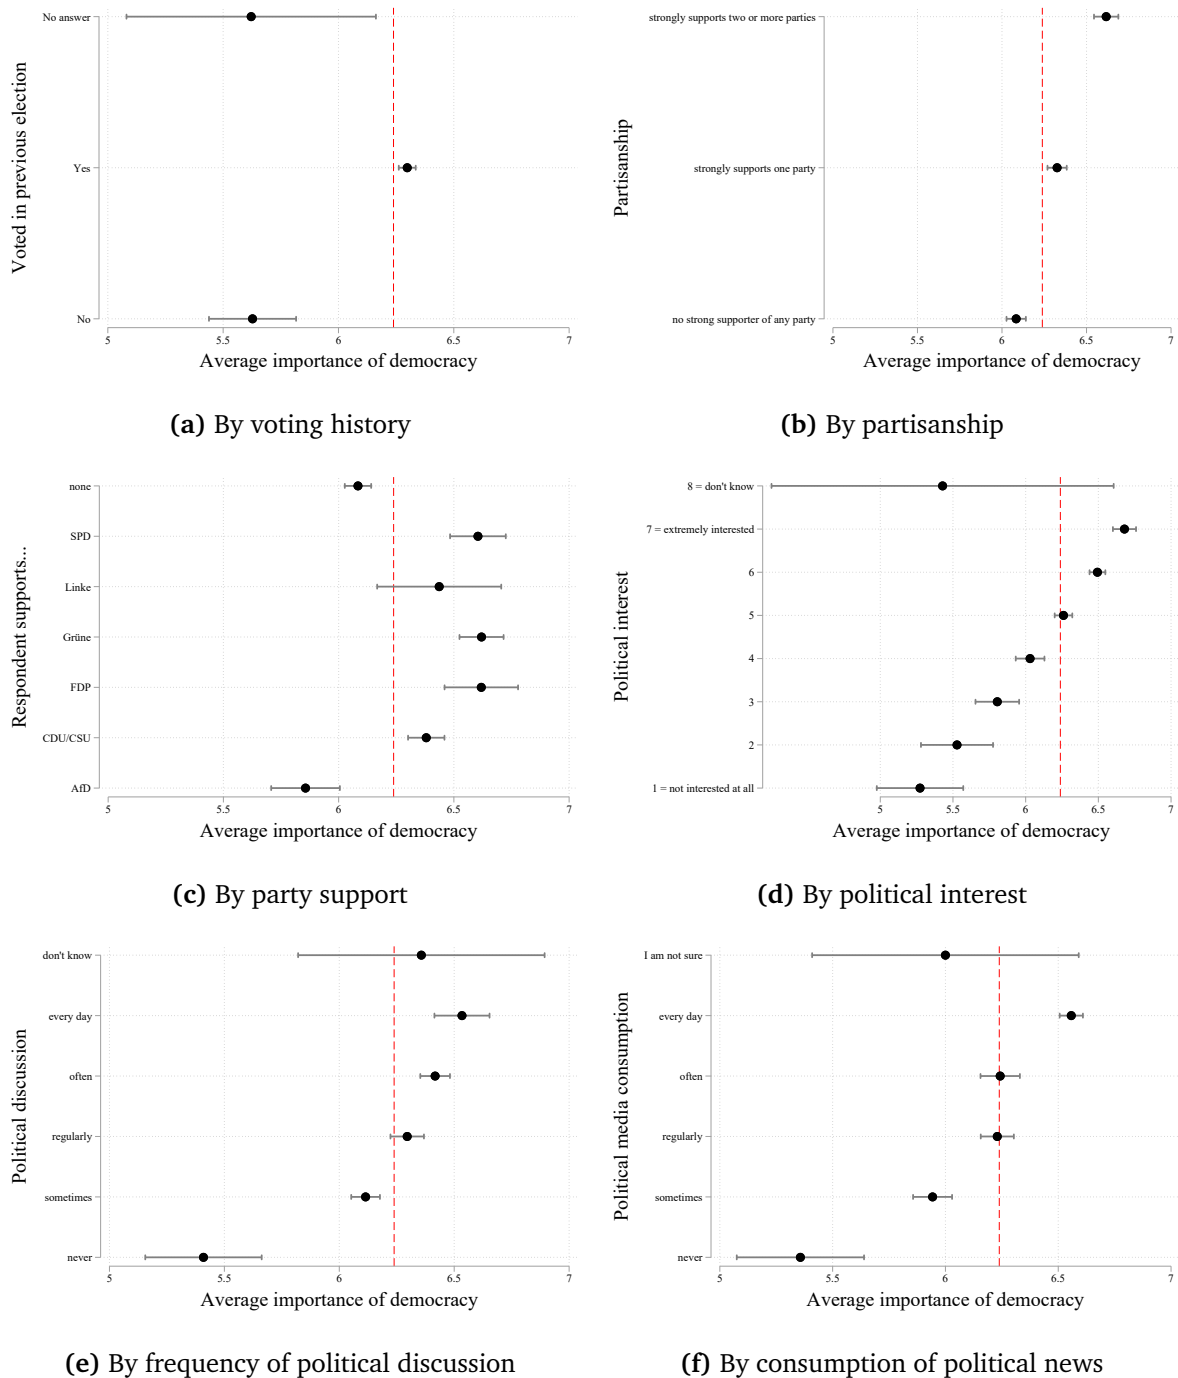 Voted in previous election
No answer
Yes
No
5 5.5 6 6.5 7
Average importance of democracy
(a) By voting history
Partisanship
strongly supports two or more parties
strongly supports one party
no strong supporter of any party
5 5.5 6 6.5 7
Average importance of democracy
(b) By partisanship
Respondent supports...
none
SPD
Linke
Grüne
FDP
CDU/CSU
AfD
5 5.5 6 6.5 7
Average importance of democracy
(c) By party support
Political interest
8 = don't know
7 = extremely interested
6
5
4
3
2
1 = not interested at all
5 5.5 6 6.5 7
Average importance of democracy
(d) By political interest
Political discussion
don't know
every day
often
regularly
sometimes
never
5 5.5 6 6.5 7
Average importance of democracy
(e) By frequency of political discussion
Political media consumption
I am not sure
every day
often
regularly
sometimes
never
5 5.5 6 6.5 7
Average importance of democracy
(f) By consumption of political news